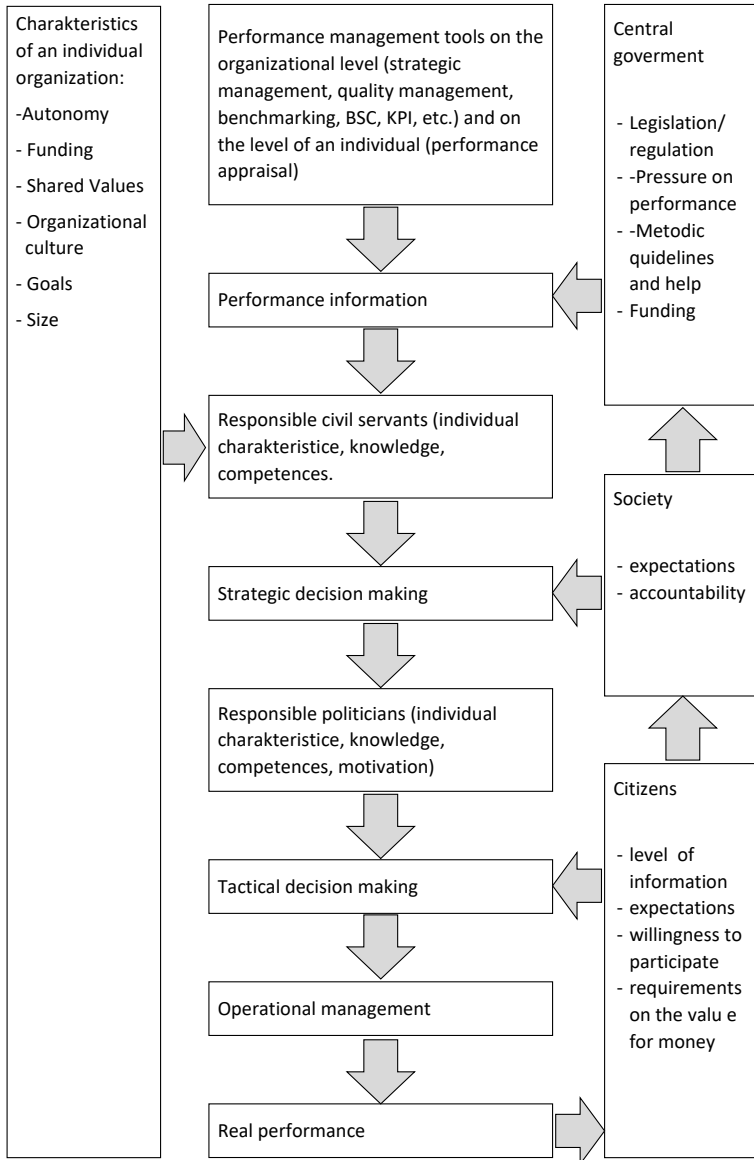 Charakteristics
of an individual
organization:
-Autonomy
- Funding
- Shared Values
- Organizational
culture
- Goals
- Size
Performance management tools on the
organizational level (strategic
management, quality management,
benchmarking, BSC, KPI, etc.) and on
the level of an individual (performance
appraisal)
Performance information
Responsible civil servants (individual
charakteristice, knowledge,
competences.
Strategic decision making
Responsible politicians (individual
charakteristice, knowledge,
competences, motivation)
Tactical decision making
Operational management
Real performance
Central
goverment
- Legislation/
regulation
- -Pressure on
performance
- -Metodic
quidelines
and help
- Funding
Society
- expectations
- accountability
Citizens
- level of
information
- expectations
- willingness to
participate
- requirements
on the valu e
for money